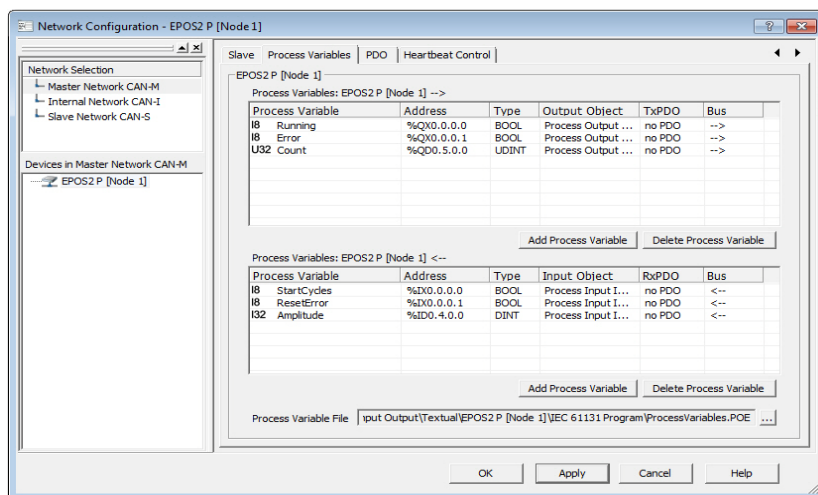 Network Configuration - EPOS2 P [Node 1]
Network Selection
Master Network CAN-M
Internal Network CAN-I
Slave Network CAN-S
Devices in Master Network CAN-M
EPOS2 P [Node 1]
Slave Process Variables PDO Heartbeat Control
EPOS2 P [Node 1]
Process Variables: EPOS2 P [Node 1] -->
Process Variable Address Type Output Object TxPDO Bus
I8 Running %QX0.0.0.0 BOOL Process Output ... no PDO -->
I8 Error %QX0.0.0.1 BOOL Process Output ... no PDO -->
U32 Count %QD0.5.0.0 UDINT Process Output ... no PDO -->
Add Process Variable Delete Process Variable
Process Variables: EPOS2 P [Node 1] <--
Process Variable Address Type Input Object RxPDO Bus
I8 StartCycles %IX0.0.0.0 BOOL Process Input I... no PDO <--
I8 ResetError %IX0.0.0.1 BOOL Process Input I... no PDO <--
I32 Amplitude %ID0.4.0.0 DINT Process Input I... no PDO <--
Add Process Variable Delete Process Variable
Process Variable File ıput Output\Textual\EPOS2 P [Node 1]\IEC 61131 Program\ProcessVariables.POE ...
OK Apply Cancel Help